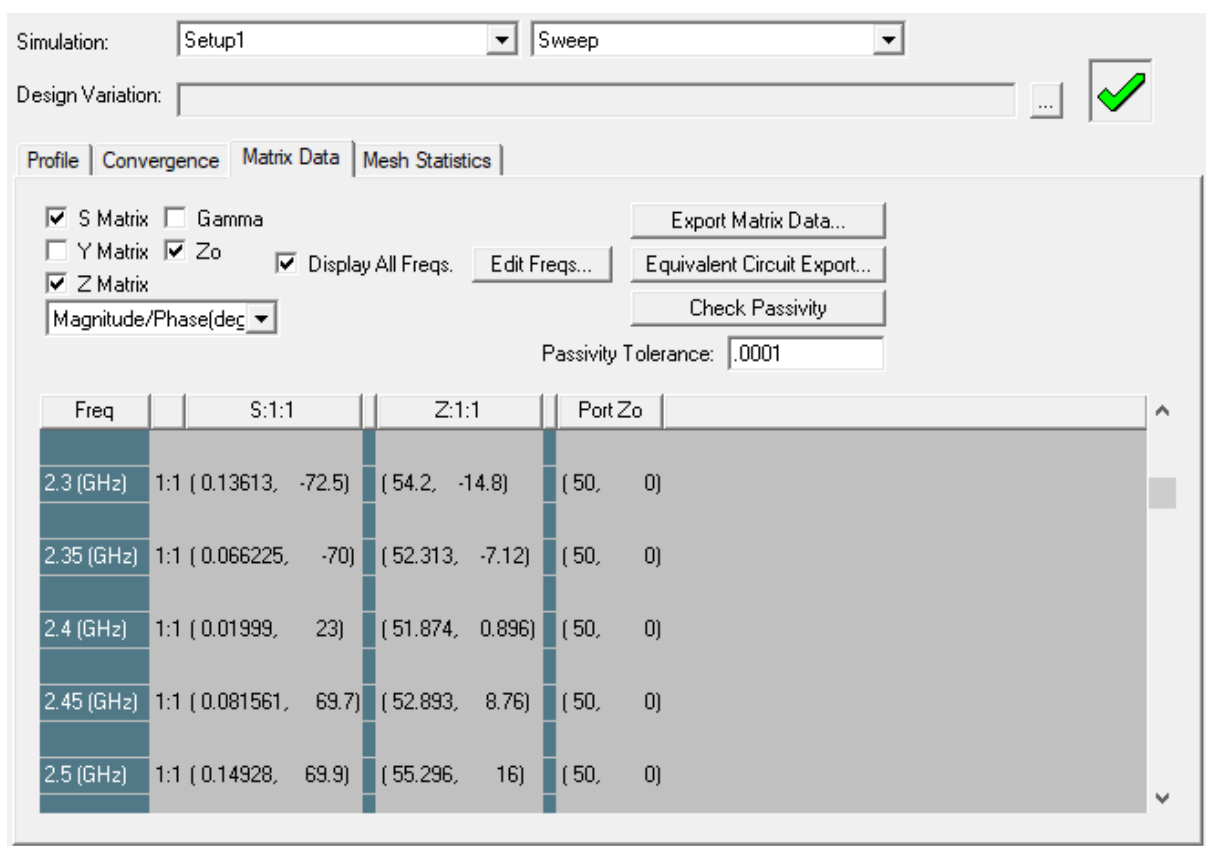 Simulation: Setup1 Sweep
Design Variation: ...
Profile Convergence Matrix Data Mesh Statistics
S Matrix Gamma Export Matrix Data...
Y Matrix Zo Display All Freqs. Edit Freqs... Equivalent Circuit Export...
Z Matrix Check Passivity
Magnitude/Phase(deg
Passivity Tolerance: .0001
Freq S:1:1 Z:1:1 Port Zo
2.3 (GHz) 1:1 ( 0.13613, -72.5) ( 54.2, -14.8) ( 50, 0)
2.35 (GHz) 1:1 ( 0.066225, -70) ( 52.313, -7.12) ( 50, 0)
2.4 (GHz) 1:1 ( 0.01999, 23) ( 51.874, 0.896) ( 50, 0)
2.45 (GHz) 1:1 ( 0.081561, 69.7) ( 52.893, 8.76) ( 50, 0)
2.5 (GHz) 1:1 ( 0.14928, 69.9) ( 55.296, 16) ( 50, 0)